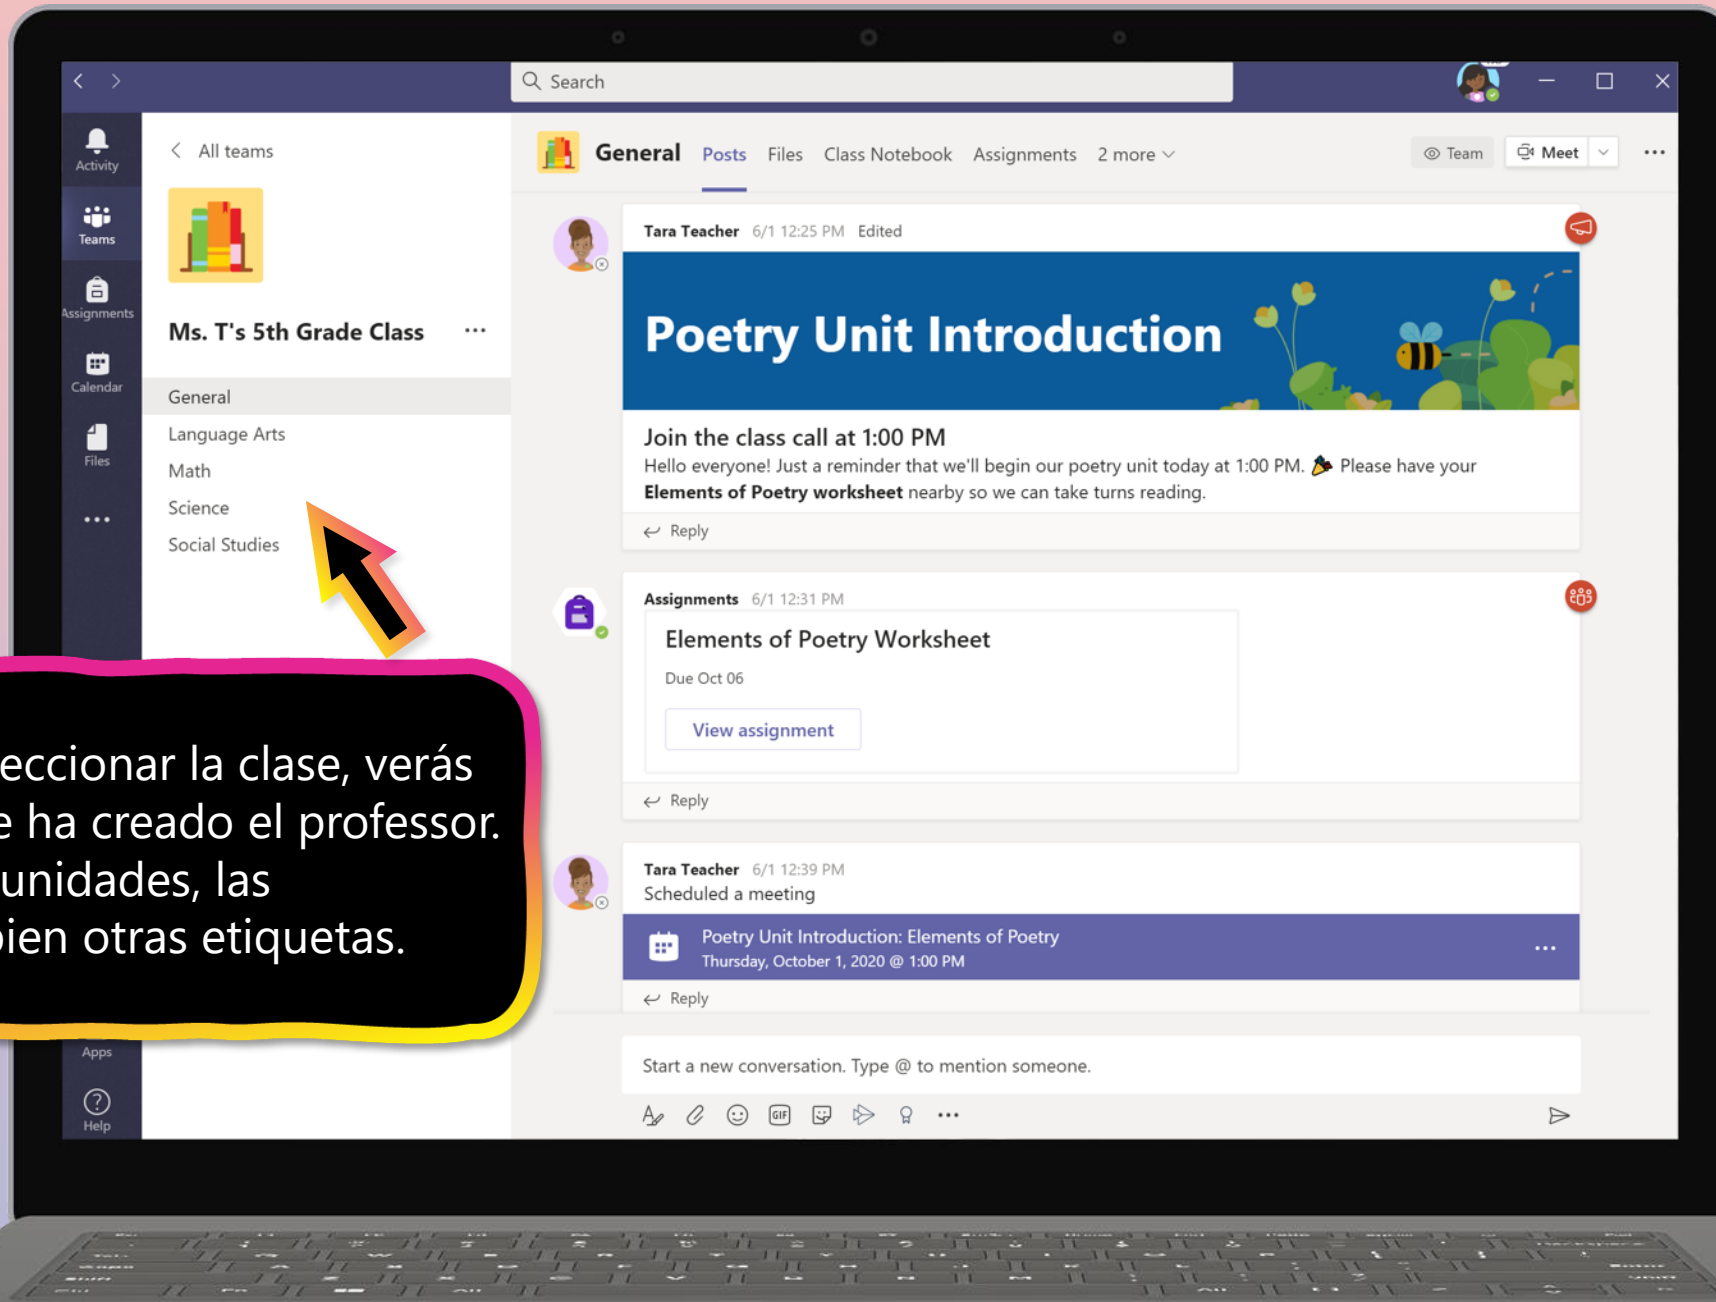 Search
Activity
Teams
Assignments
Calendar
Files
Apps
Help
All teams
Ms. T's 5th Grade Class
General
Language Arts
Math
Science
Social Studies
eccionar la clase, verás
e ha creado el professor.
unidades, las
bien otras etiquetas.
General Posts Files Class Notebook Assignments 2 more
Team
Meet
Tara Teacher 6/1 12:25 PM Edited
Poetry Unit Introduction
Join the class call at 1:00 PM
Hello everyone! Just a reminder that we'll begin our poetry unit today at 1:00 PM. 🎉 Please have your
Elements of Poetry worksheet nearby so we can take turns reading.
Reply
Assignments 6/1 12:31 PM
Elements of Poetry Worksheet
Due Oct 06
View assignment
Reply
Tara Teacher 6/1 12:39 PM
Scheduled a meeting
Poetry Unit Introduction: Elements of Poetry
Thursday, October 1, 2020 @ 1:00 PM
Reply
Start a new conversation. Type @ to mention someone.
GIF